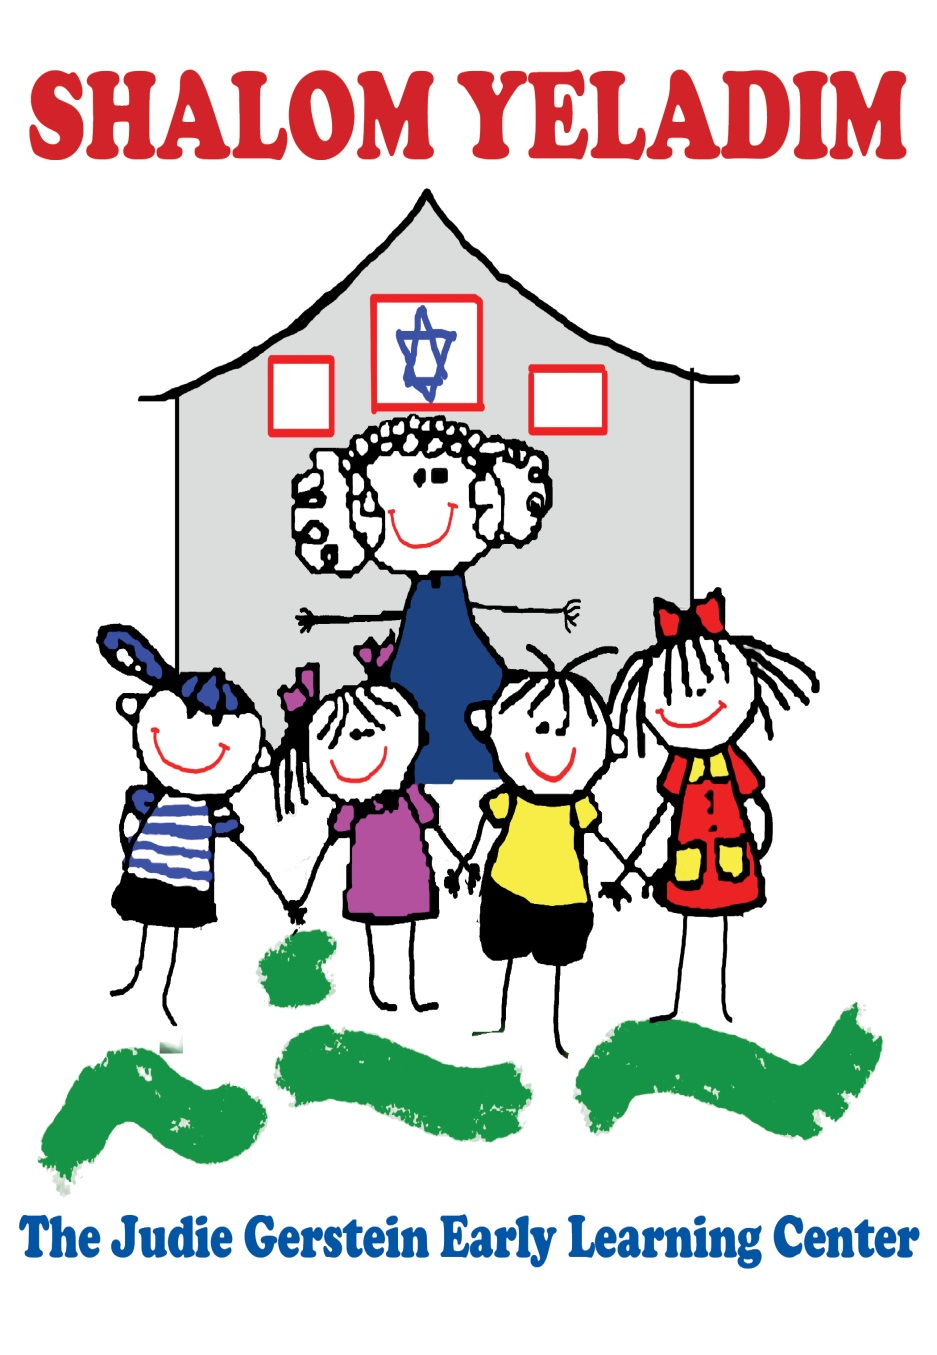 SHALOM YELADIM
The Judie Gerstein Early Learning Center